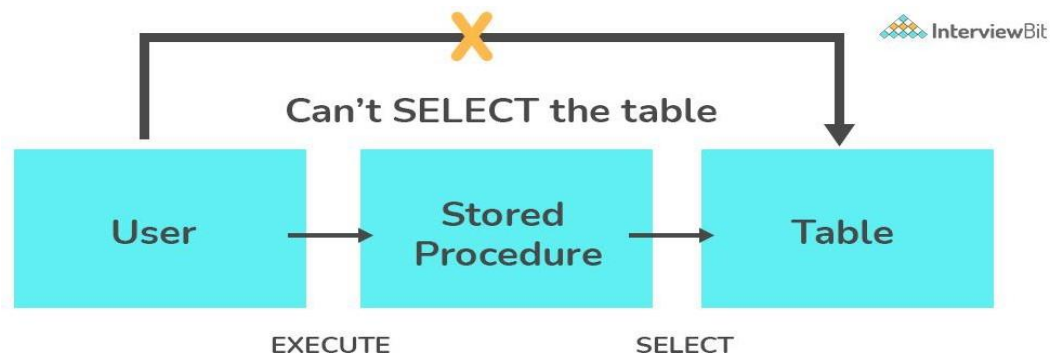 InterviewBit
Can't SELECT the table
User
Stored
Procedure
Table
EXECUTE
SELECT